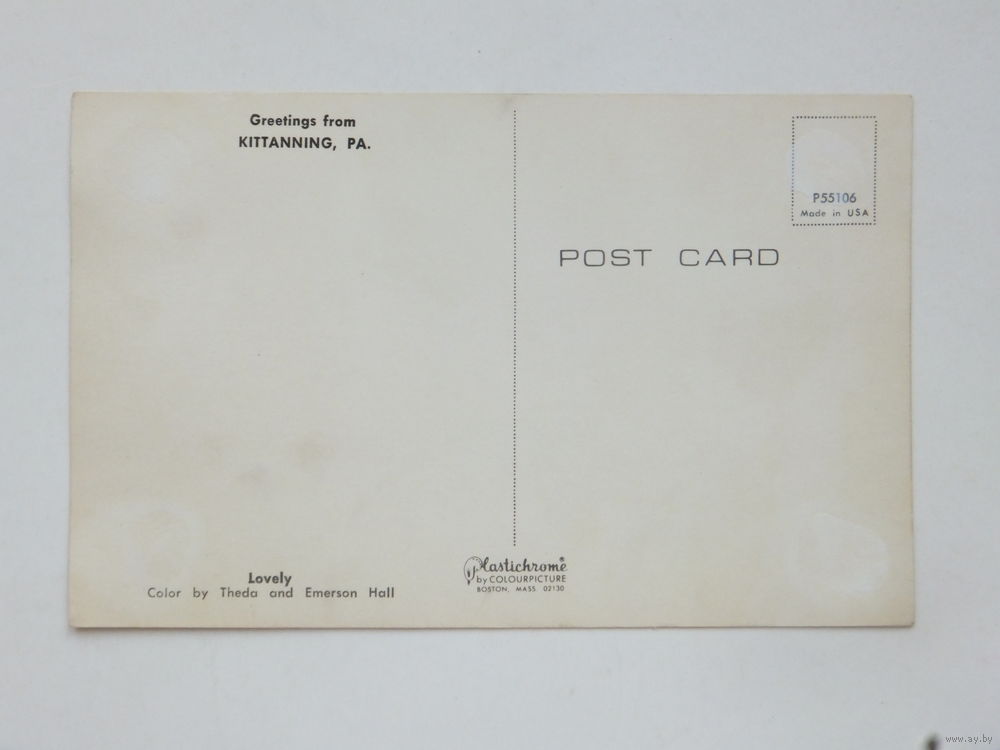 Greetings from
KITTANNING, PA.
P55106
Made in USA
POST CARD
Lovely
Color by Theda and Emerson Hall
Plastichrome®
by COLOURPICTURE
BOSTON, MASS 02130
www.ay.by